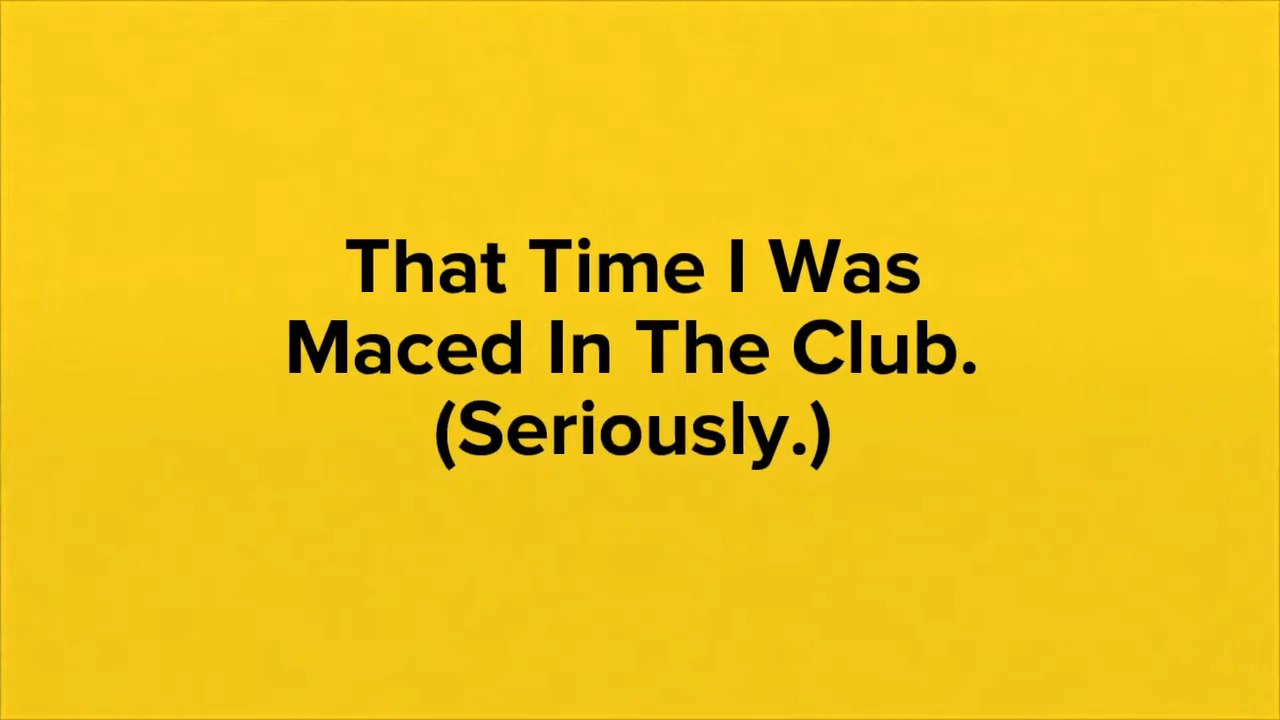 That Time I Was
Maced In The Club.
(Seriously.)